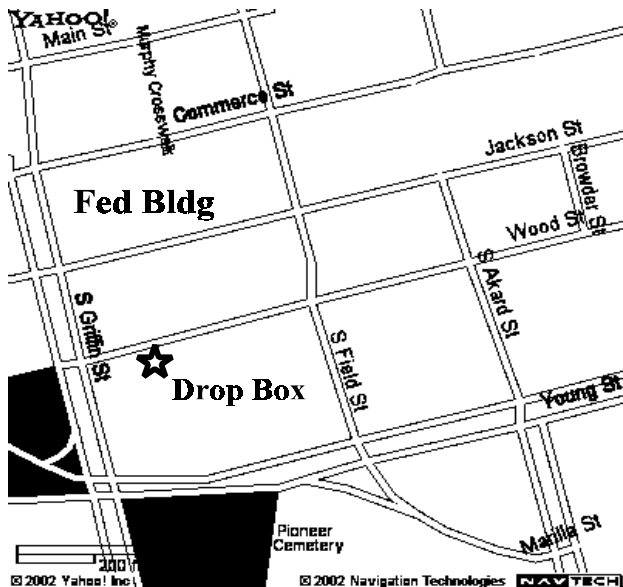 YAHOO!®
Main St
Murphy Crosswalk
Commerce St
Jackson St
Browder St
Fed Bldg
Wood St
S Griffin St
S Akard St
S Field St
Drop Box
Young St
Pioneer
Cemetery
Marilla St
© 2002 Yahoo! Inc
© 2002 Navigation Technologies
NAVTECH